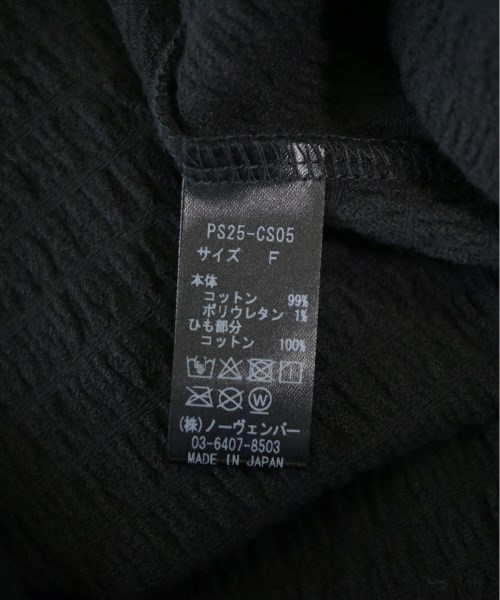 PS25-CS05
サイズ F
本体
コットン 99%
ポリウレタン 1%
ひも部分
コットン 100%
(株)ノーヴェンバー
03-6407-8503
MADE IN JAPAN